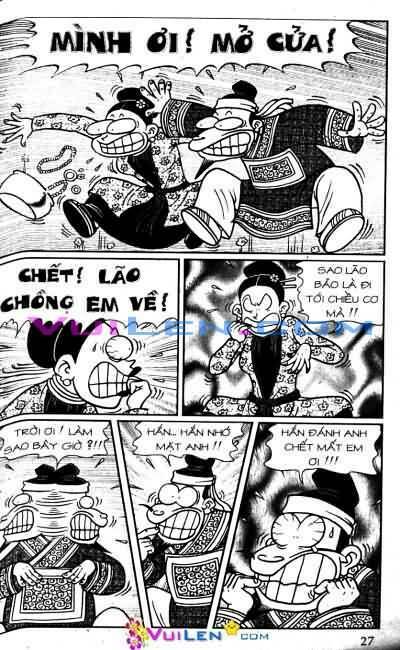 MÌNH ƠI! MỞ CỬA!
CHẾT! LÃO
CHỒNG EM VỀ!
SAO LÃO
BẢO LÀ ĐI
TỚI CHIỀU CƠ
MÀ!!
VuiLen.com
TRỜI ƠI! LÀM
SAO BÂY GIỜ?!!!
HẮN.. HẮN NHỚ
MẶT ANH!!
HẮN ĐÁNH ANH
CHẾT MẤT EM
ƠI!!!
27
VuiLen.com